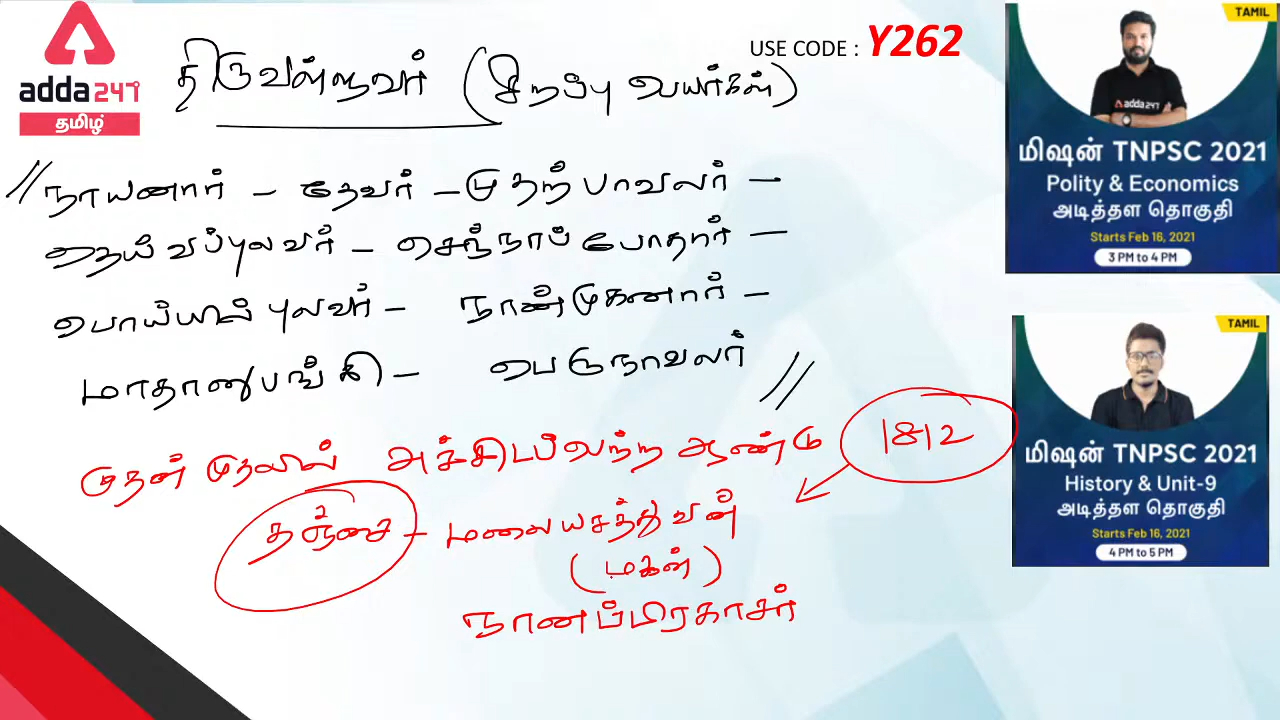 adda247
தமிழ்
திருவள்ளுவர் (சிறப்பு பெயர்கள்)
USE CODE : Y262
// நாயனார் - தேவர் - முதற் பாவலர் -
தெய்வப்புலவர் - செந்நாப் போதார் -
பொய்யில் புலவர் - நான்முகனார் -
மாதானுபங்கி - பெருநாவலர் //
முதன் முதலில் அச்சிடப்பெற்ற ஆண்டு 1812
தஞ்சை - மலையசத்துவன்
(மகன்)
நானப்பிரகாசர்
TAMIL
adda247
மிஷன் TNPSC 2021
Polity & Economics
அடித்தள தொகுதி
Starts Feb 16, 2021
3 PM to 4 PM
TAMIL
மிஷன் TNPSC 2021
History & Unit-9
அடித்தள தொகுதி
Starts Feb 16, 2021
4 PM to 5 PM